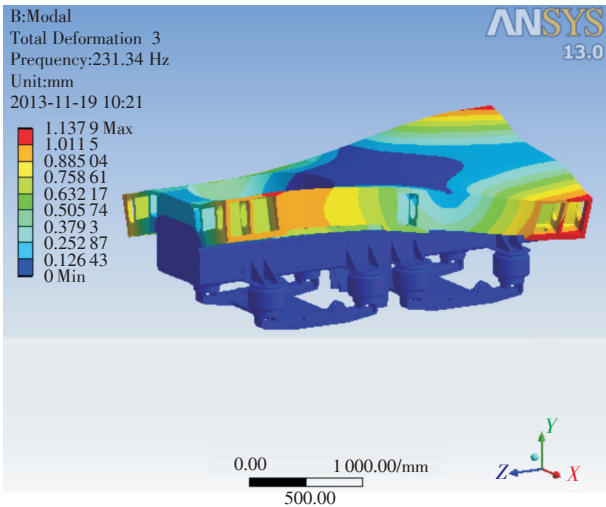 B:Modal
Total Deformation 3
Prequency:231.34 Hz
Unit:mm
2013-11-19 10:21
ANSYS
13.0
1.137 9 Max
1.011 5
0.885 04
0.758 61
0.632 17
0.505 74
0.379 3
0.252 87
0.126 43
0 Min
0.00 1 000.00/mm
500.00
Y
Z
X